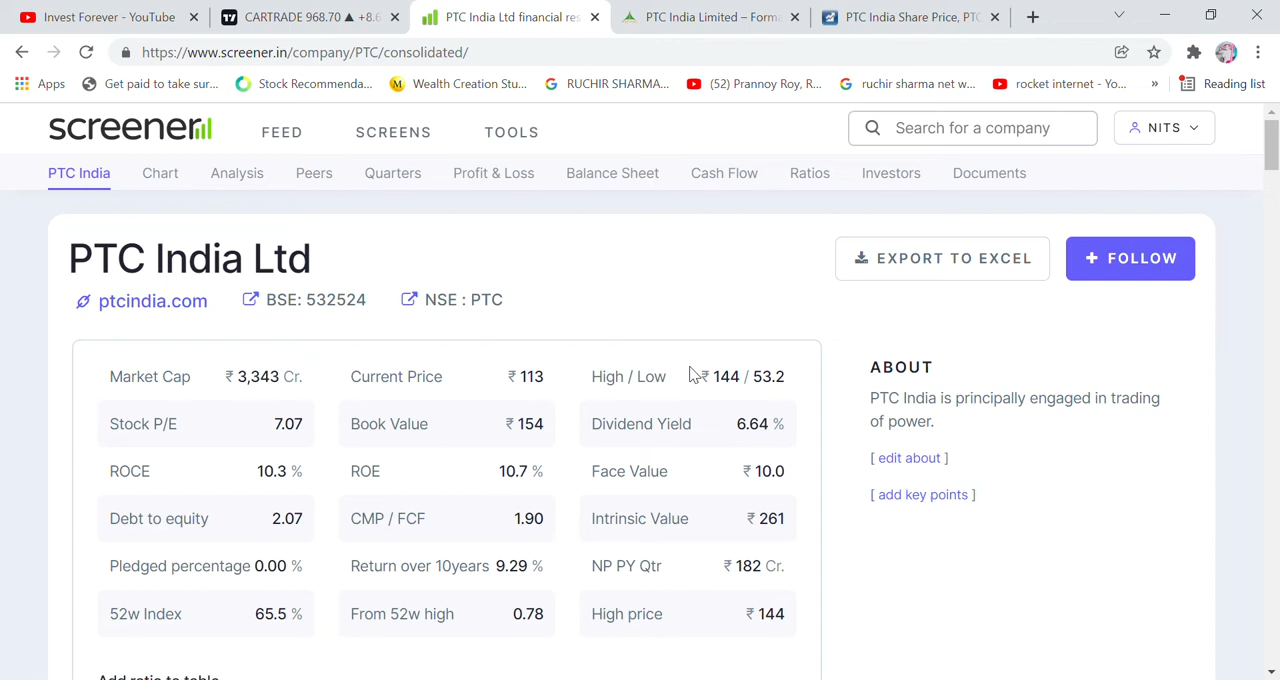 Invest Forever - YouTube
CARTRADE 968.70 ▲ +8.6
PTC India Ltd financial res
PTC India Limited – Forma
PTC India Share Price, PTC
https://www.screener.in/company/PTC/consolidated/
Apps
Get paid to take sur...
Stock Recommenda...
Wealth Creation Stu...
RUCHIR SHARMA...
(52) Prannoy Roy, R...
ruchir sharma net w...
rocket internet - Yo...
»
Reading list
screener
FEED
SCREENS
TOOLS
Search for a company
NITS
PTC India
Chart
Analysis
Peers
Quarters
Profit & Loss
Balance Sheet
Cash Flow
Ratios
Investors
Documents
PTC India Ltd
EXPORT TO EXCEL
+ FOLLOW
ptcindia.com
BSE: 532524
NSE : PTC
Market Cap ₹ 3,343 Cr.
Current Price ₹ 113
High / Low ₹ 144 / 53.2
Stock P/E 7.07
Book Value ₹ 154
Dividend Yield 6.64 %
ROCE 10.3 %
ROE 10.7 %
Face Value ₹ 10.0
Debt to equity 2.07
CMP / FCF 1.90
Intrinsic Value ₹ 261
Pledged percentage 0.00 %
Return over 10years 9.29 %
NP PY Qtr ₹ 182 Cr.
52w Index 65.5 %
From 52w high 0.78
High price ₹ 144
Add ratio to table
ABOUT
PTC India is principally engaged in trading
of power.
[ edit about ]
[ add key points ]